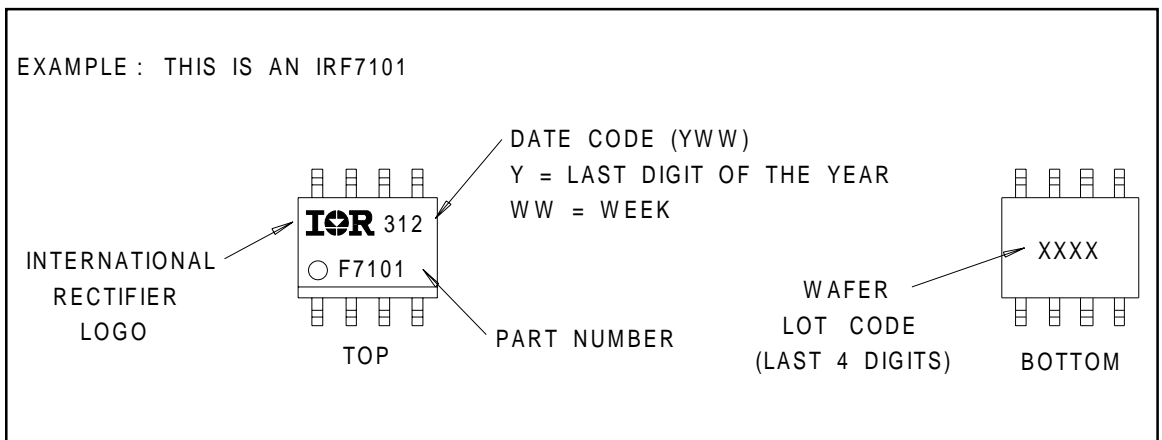 EXAMPLE : THIS IS AN IRF7101
DATE CODE (YWW)
Y = LAST DIGIT OF THE YEAR
WW = WEEK
IOR 312
F7101
INTERNATIONAL
RECTIFIER
LOGO
PART NUMBER
TOP
XXXX
WAFER
LOT CODE
(LAST 4 DIGITS)
BOTTOM